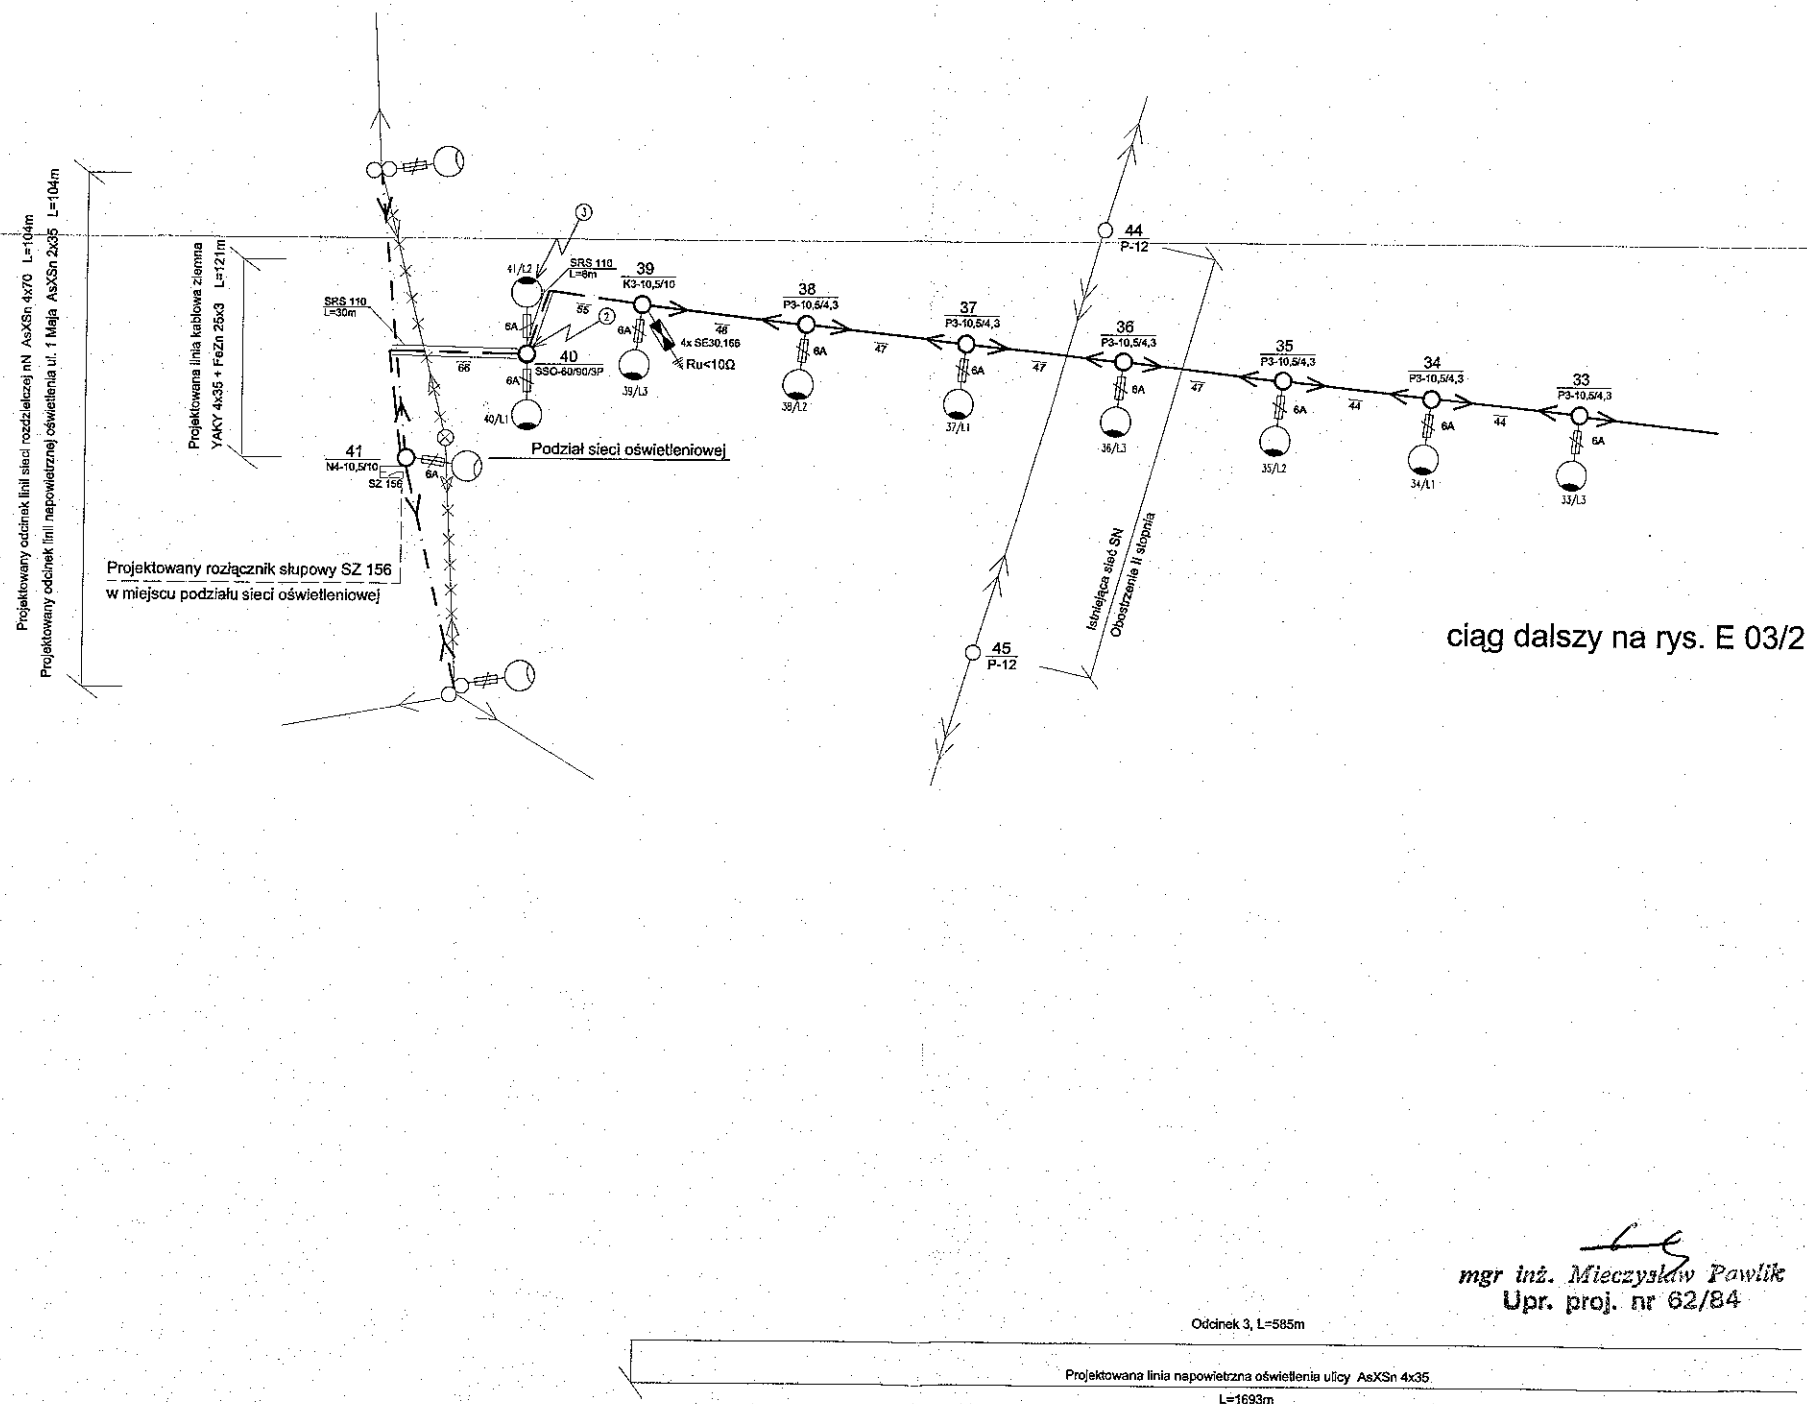 Projektowany odcinek linii sieci rozdzielczej nN AsXSn 4x70 L=104m
Projektowany odcinek linii napowietrznej oświetlenia ul. 1 Maja AsXSn 2x35 L=104m
Projektowana linia kablowa ziemna
YAKY 4x35 + FeZn 25x3 L=121m
SRS 110
L=30m
66
41
N4-10,5/10
SZ 156
6A
Projektowany rozłącznik słupowy SZ 156
w miejscu podziału sieci oświetleniowej
3
41/L2
SRS 110
L=8m
6A
2
55
40
SSO-60/90/3P
6A
40/L1
Podział sieci oświetleniowej
39
K3-10,5/10
6A
39/L3
4x SE30.166
Ru<10Ω
48
38
P3-10,5/4,3
6A
38/L2
47
37
P3-10,5/4,3
6A
37/L1
47
36
P3-10,5/4,3
6A
36/L3
47
35
P3-10,5/4,3
6A
35/L2
44
34
P3-10,5/4,3
6A
34/L1
44
33
P3-10,5/4,3
6A
33/L3
44
P-12
45
P-12
Istniejąca sieć SN
Obostrzenie II stopnia
ciąg dalszy na rys. E 03/2
mgr inż. Mieczysław Pawlik
Upr. proj. nr 62/84
Odcinek 3, L=585m
Projektowana linia napowietrzna oświetlenia ulicy AsXSn 4x35
L=1693m